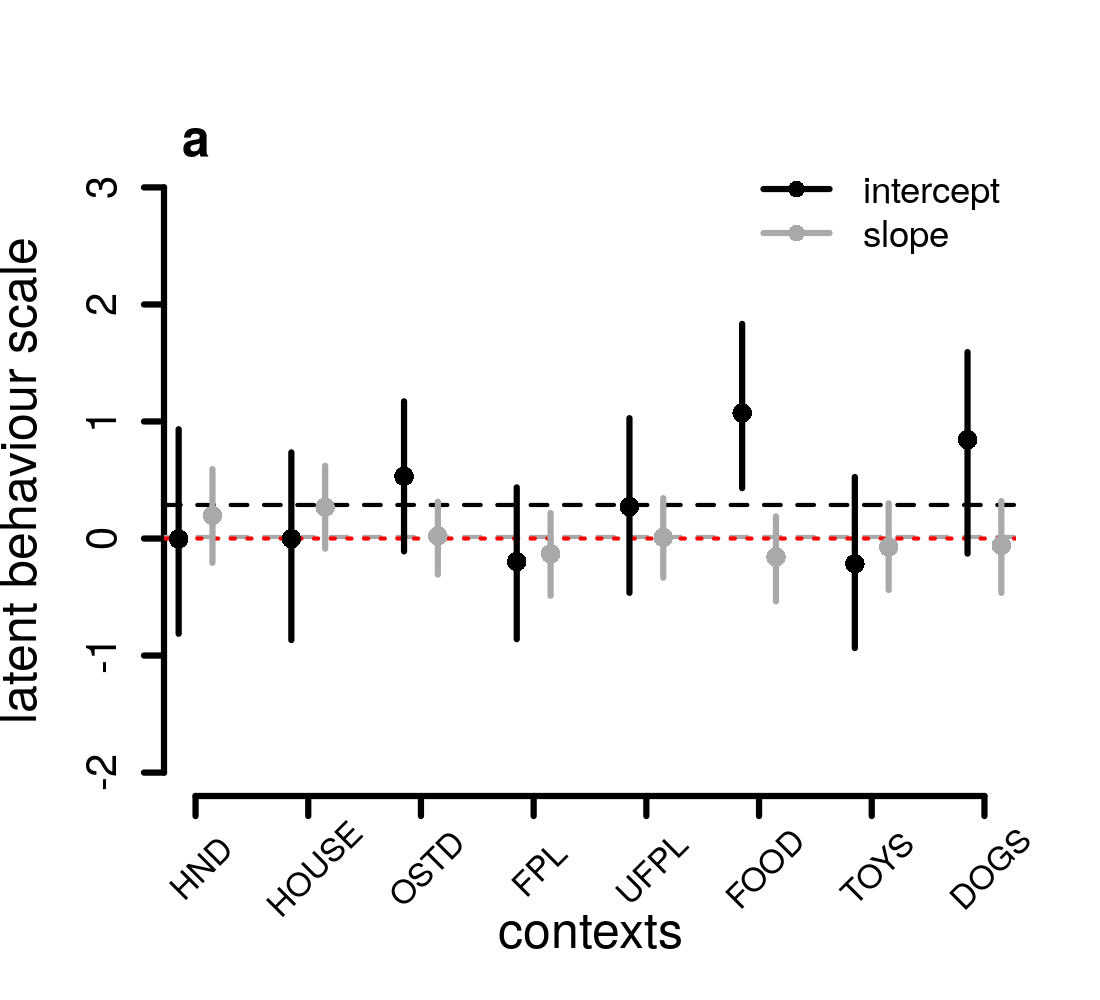 a
3
2
1
0
-1
-2
latent behaviour scale
intercept
slope
HND
HOUSE
OSTD
FPL
UFPL
FOOD
TOYS
DOGS
contexts